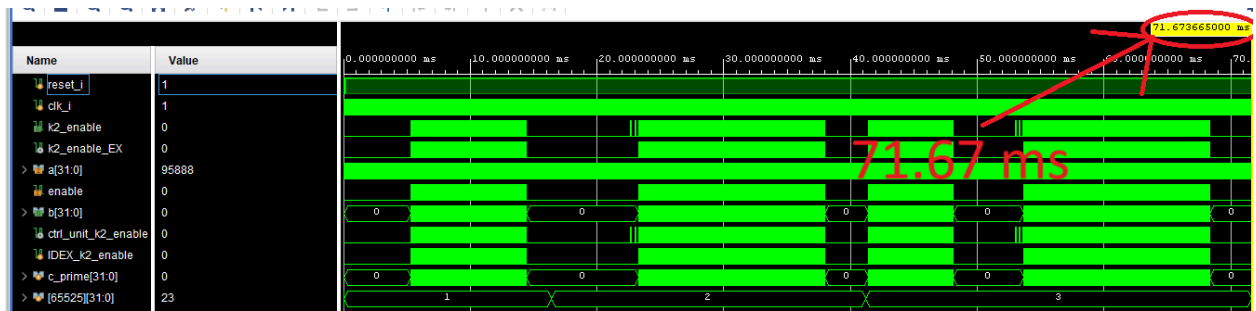 71.673665000 ms
Name Value
0.000000000 ms 10.000000000 ms 20.000000000 ms 30.000000000 ms 40.000000000 ms 50.000000000 ms 70.
reset_i 1
clk_i 1
k2_enable 0
k2_enable_EX 0
71.67 ms
a[31:0] 95888
enable 0
b[31:0] 0 0 0 0 0 0
ctrl_unit_k2_enable 0
IDEX_k2_enable 0
c_prime[31:0] 0 0 0 0 0 0
[65525][31:0] 23 1 2 3